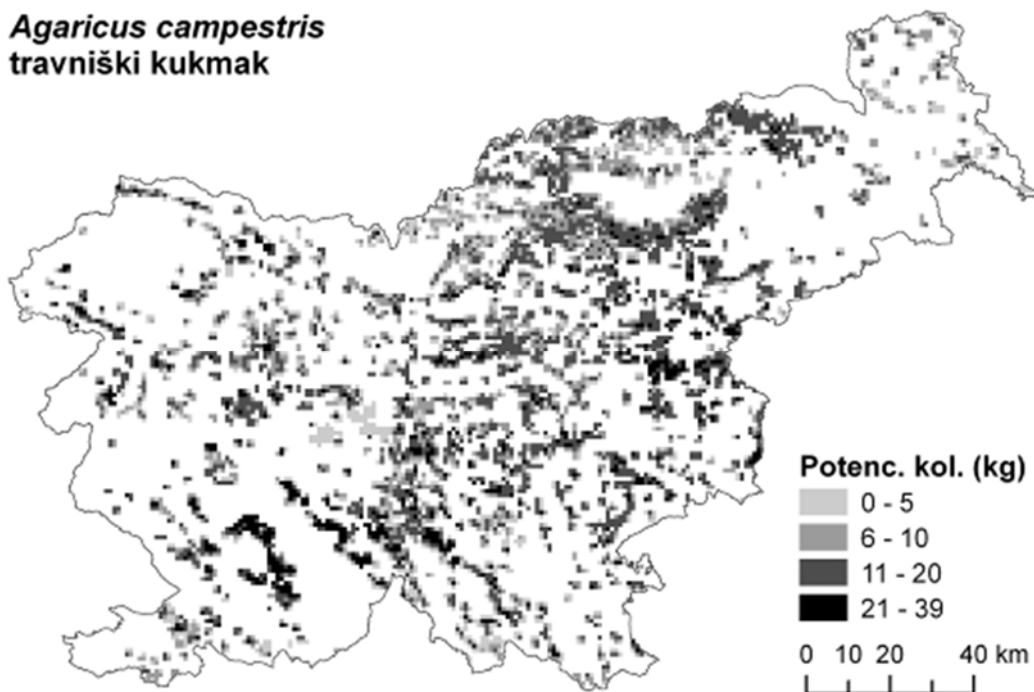 Agaricus campestris
travniški kukmak
Potenc. kol. (kg)
0 - 5
6 - 10
11 - 20
21 - 39
0 10 20 40 km